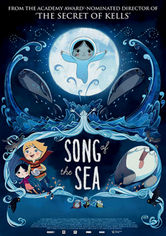 FROM THE ACADEMY AWARD®-NOMINATED DIRECTOR OF
"THE SECRET OF KELLS"
SONG
of
the SEA